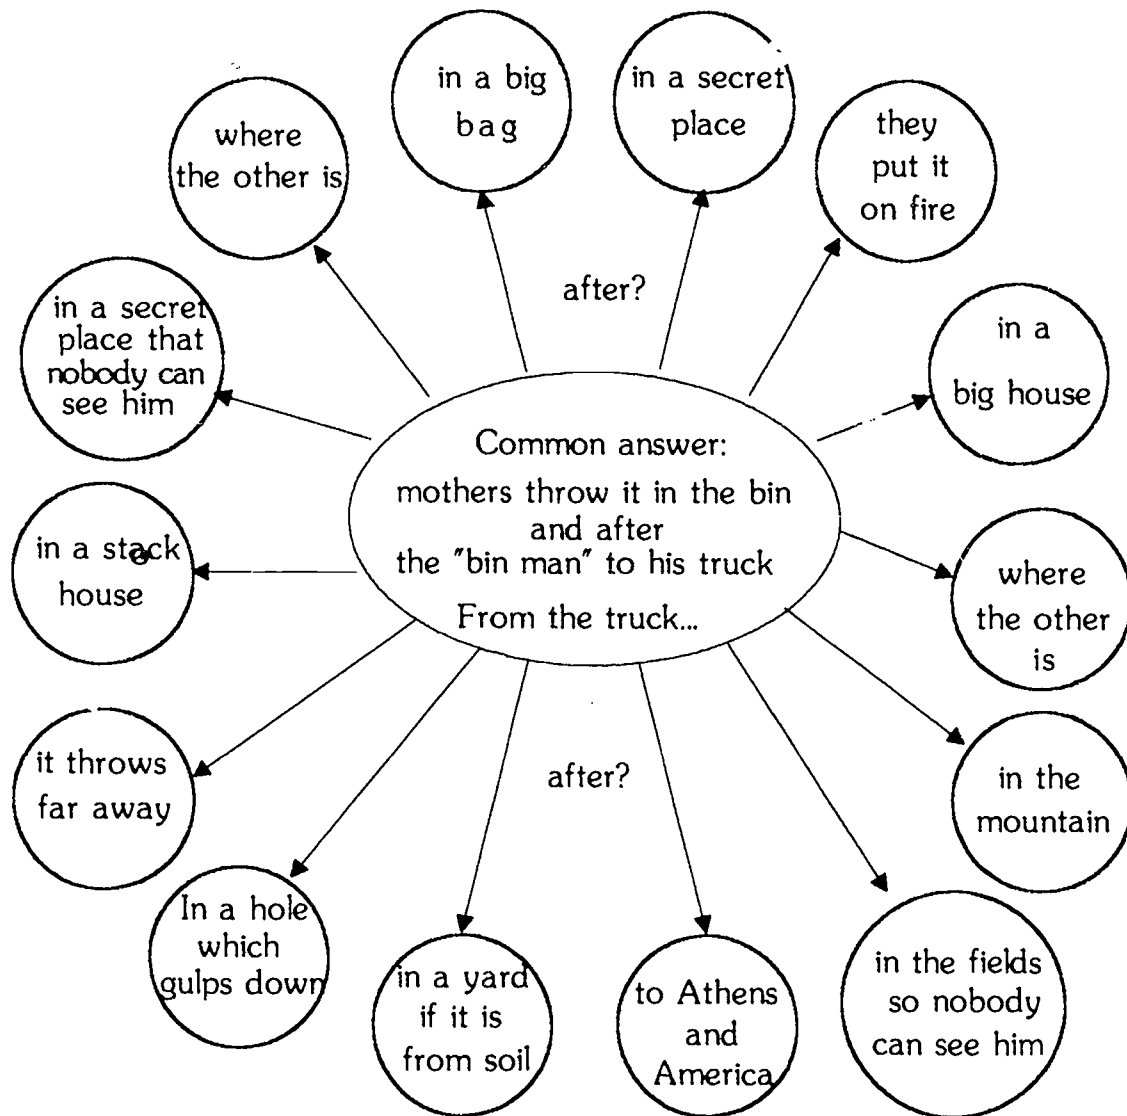 in a big
bag
in a secret
place
where
the other is
they
put it
on fire
after?
in a secret
place that
nobody can
see him
in a
big house
Common answer:
mothers throw it in the bin
and after
the "bin man" to his truck
From the truck...
in a stack
house
where
the other
is
it throws
far away
after?
in the
mountain
In a hole
which
gulps down
in a yard
if it is
from soil
to Athens
and
America
in the fields
so nobody
can see him